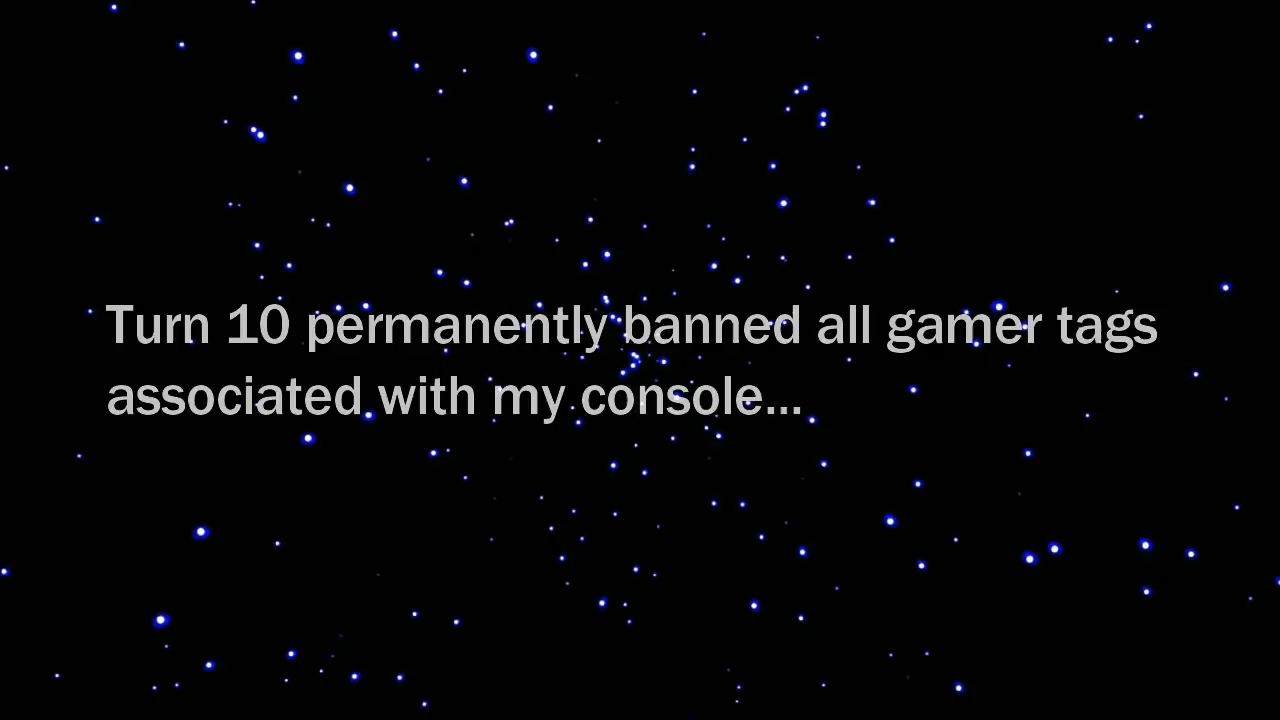 Turn 10 permanently banned all gamer tags
associated with my console...